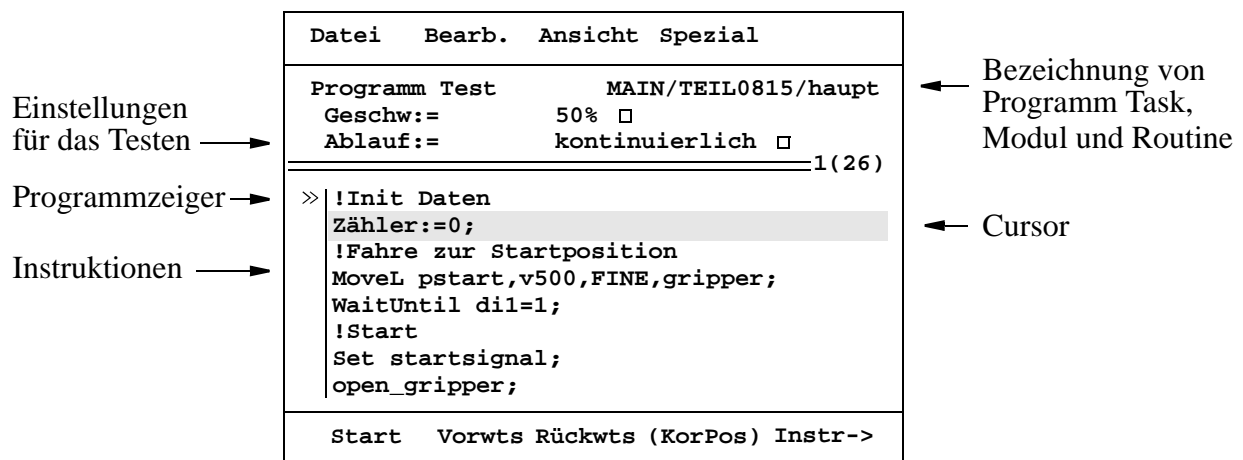 Datei Bearb. Ansicht Spezial
Programm Test MAIN/TEIL0815/haupt
Geschw:= 50%
Ablauf:= kontinuierlich
1(26)
» !Init Daten
Zähler:=0;
!Fahre zur Startposition
MoveL pstart,v500,FINE,gripper;
WaitUntil di1=1;
!Start
Set startsignal;
open_gripper;
Start Vorwts Rückwts (KorPos) Instr->
Einstellungen
für das Testen
Programmzeiger
Instruktionen
Bezeichnung von
Programm Task,
Modul und Routine
Cursor